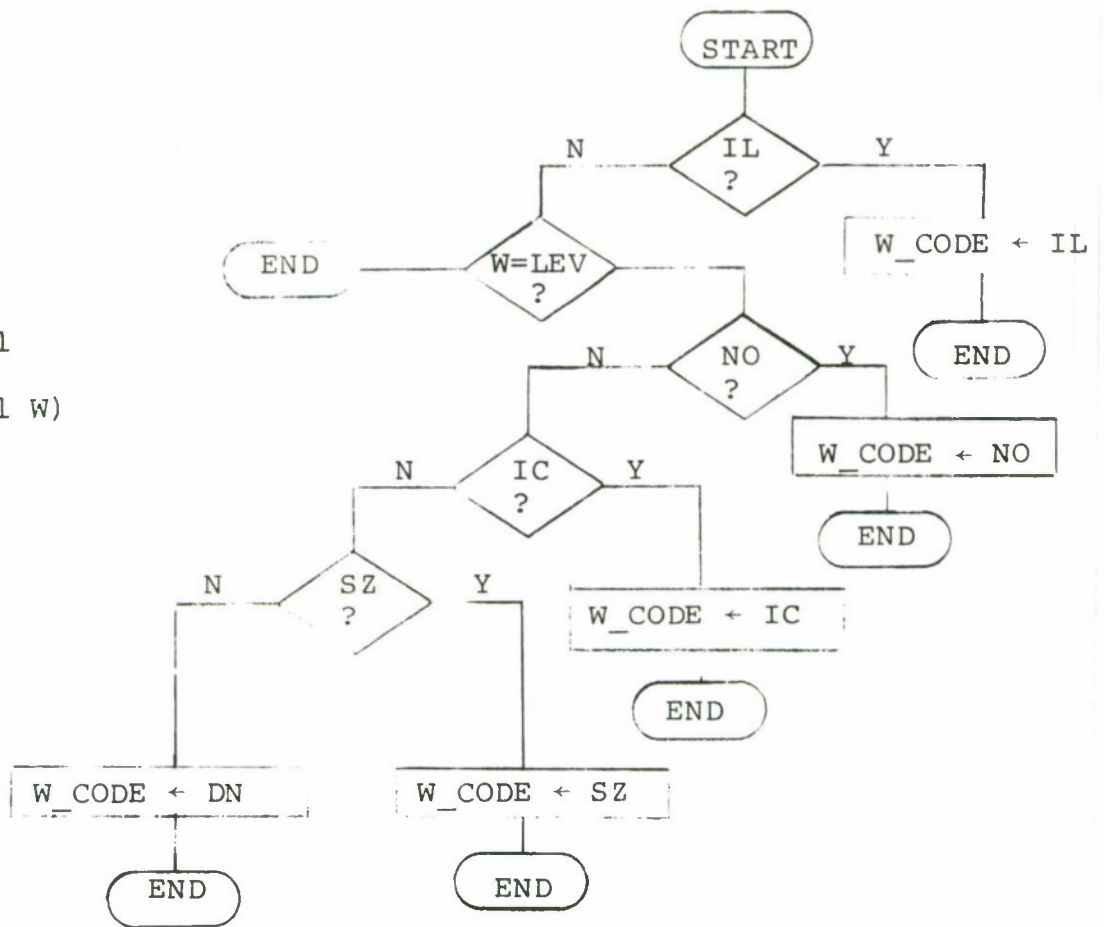 START
IL
?
N
Y
W_CODE ← IL
END
W=LEV
?
END
1
1 W)
NO
?
N
Y
W_CODE ← NO
END
IC
?
N
Y
W_CODE ← IC
END
SZ
?
N
Y
W_CODE ← DN
W_CODE ← SZ
END
END